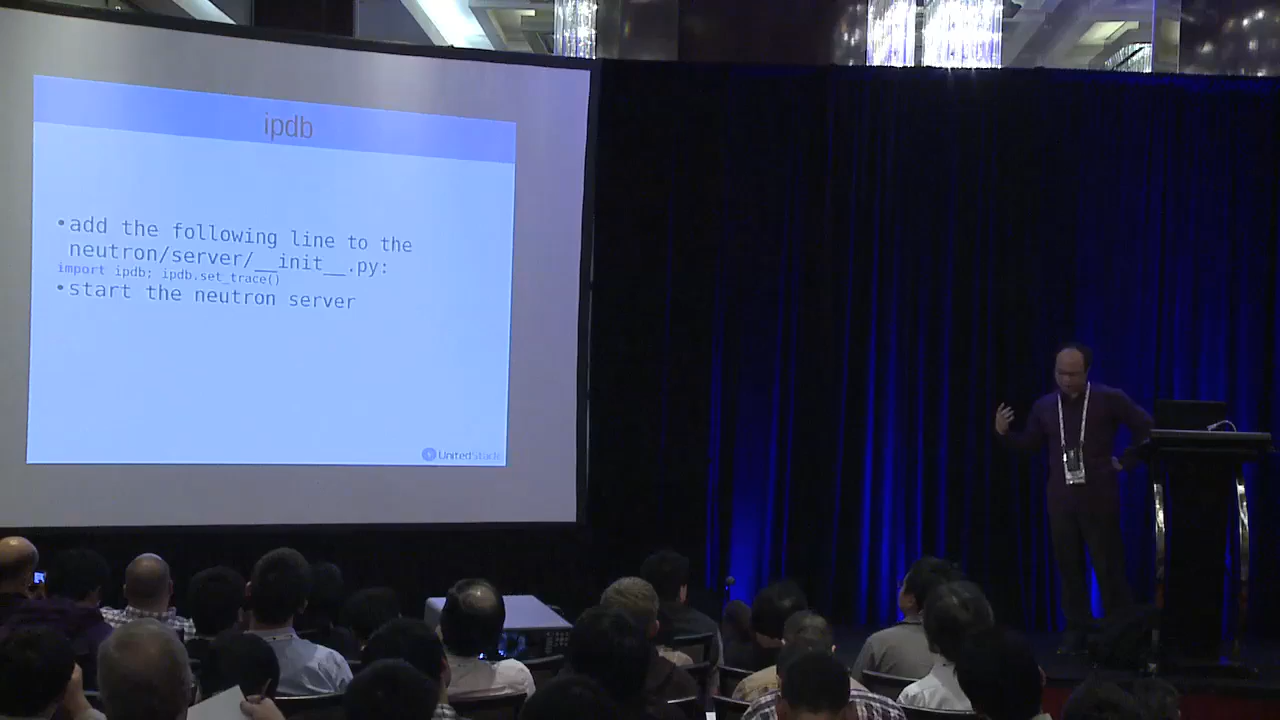 ipdb
•add the following line to the
neutron/server/__init__.py:
import ipdb; ipdb.set_trace()
•start the neutron server
UnitedStack